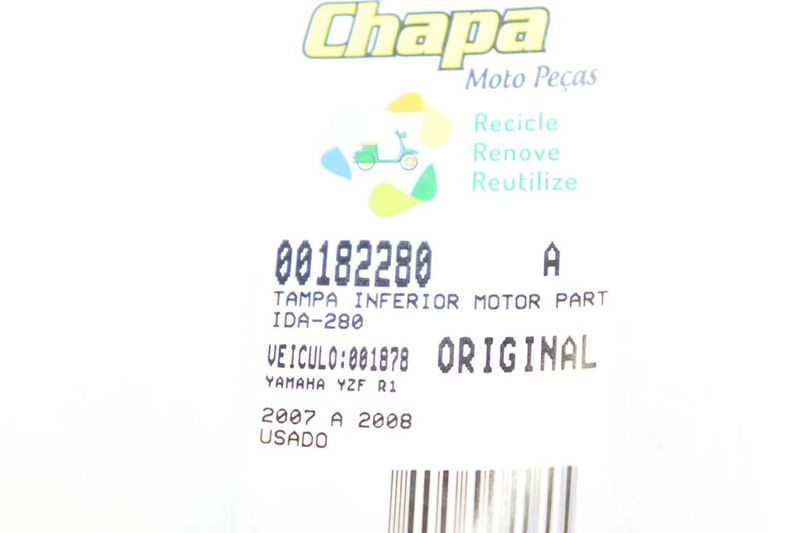 Chapa
Moto Peças
Recicle
Renove
Reutilize
00182280 A
TAMPA INFERIOR MOTOR PART
IDA-280
VEICULO:001878 ORIGINAL
YAMAHA YZF R1
2007 A 2008
USADO